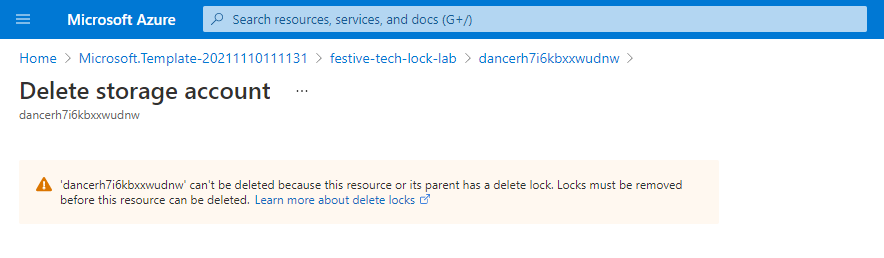 Microsoft Azure
Search resources, services, and docs (G+/)
Home > Microsoft.Template-20211110111131 > festive-tech-lock-lab > dancerh7i6kbxxwudnw >
Delete storage account ...
dancerh7i6kbxxwudnw
'dancerh7i6kbxxwudnw' can't be deleted because this resource or its parent has a delete lock. Locks must be removed
before this resource can be deleted. Learn more about delete locks